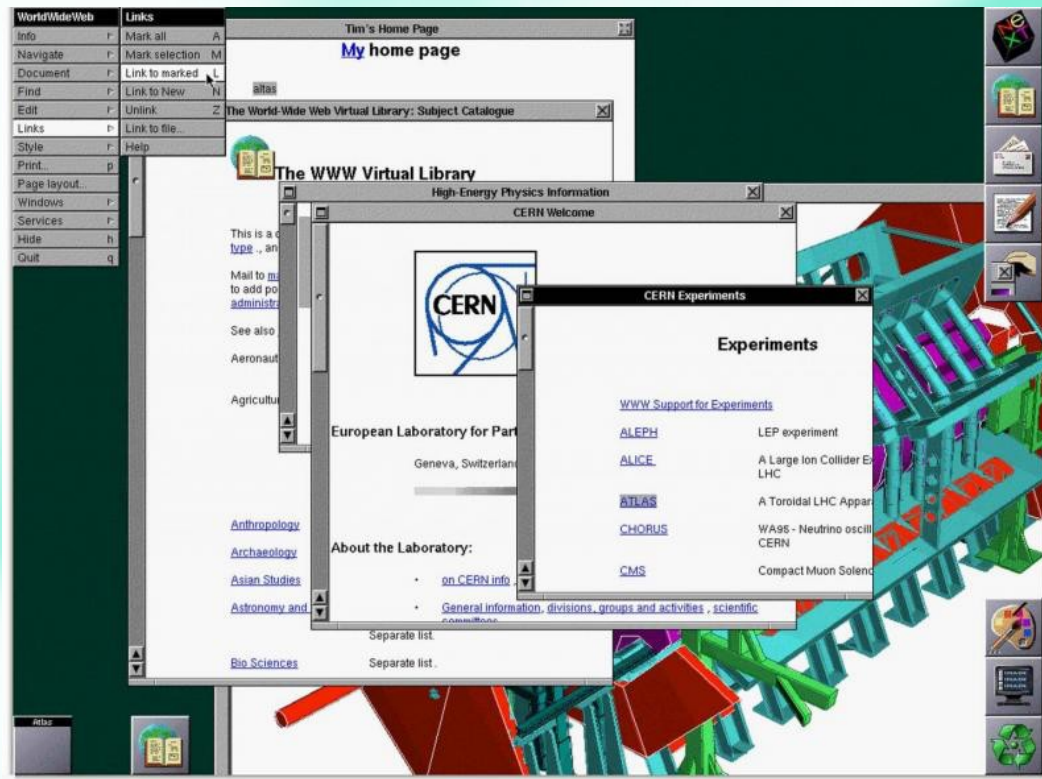 WorldWideWeb
Info
Navigate
Document
Find
Edit
Links
Style
Print... p
Page layout...
Windows
Services
Hide h
Quit q
Links
Mark all A
Mark selection M
Link to marked L
Link to New N
Unlink Z
Link to file...
Help
Tim's Home Page
My home page
altas
The World-Wide Web Virtual Library: Subject Catalogue
The WWW Virtual Library
This is a
type ., an
Mail to
to add po
administra
See also
Aeronaut
Agricultu
Anthropology
Archaeology
Asian Studies
Astronomy and
Separate list.
Bio Sciences Separate list .
High-Energy Physics Information
CERN Welcome
CERN
European Laboratory for Part
Geneva, Switzerland
About the Laboratory:
· on CERN info ,
· General information, divisions, groups and activities , scientific
committees
CERN Experiments
Experiments
WWW Support for Experiments
ALEPH LEP experiment
ALICE A Large Ion Collider Ex
LHC
ATLAS A Toroidal LHC Appar
CHORUS WA95 - Neutrino oscill
CERN
CMS Compact Muon Soleno
NeXT
Atlas